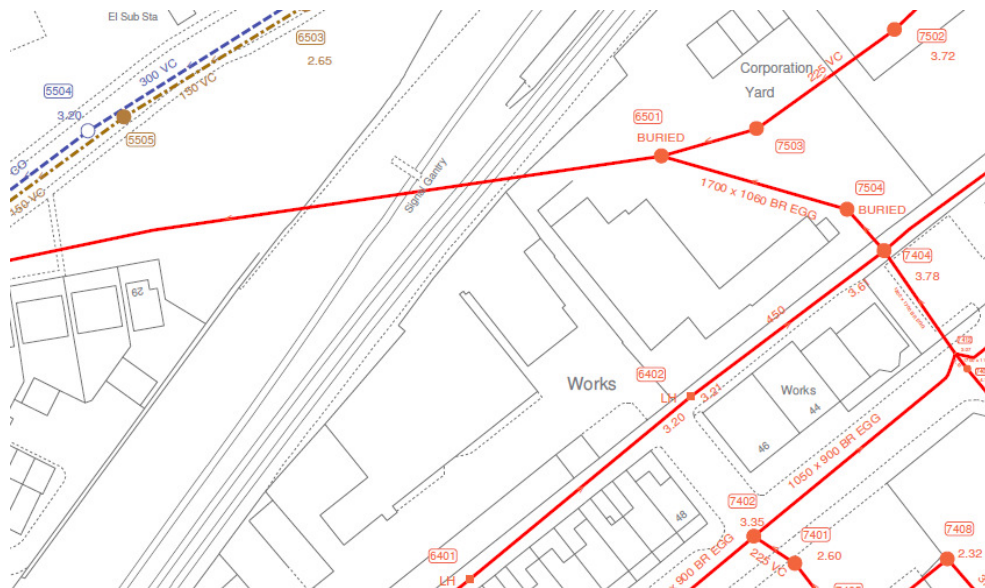 El Sub Sta
6503
2.65
7502
3.72
5504
3.20
300 VC
150 VC
5505
CO
150 VC
225 VC
Corporation
Yard
6501
BURIED
7503
Signal Gantry
1700 x 1060 BR EGG
7504
BURIED
7404
3.78
3.61
450
29
6402
LH
3.21
3.20
Works
Works
44
46
1050 x 900 BR EGG
48
7402
3.35
7401
2.60
225 VC
x 900 BR EGG
7408
2.32
6401
LH